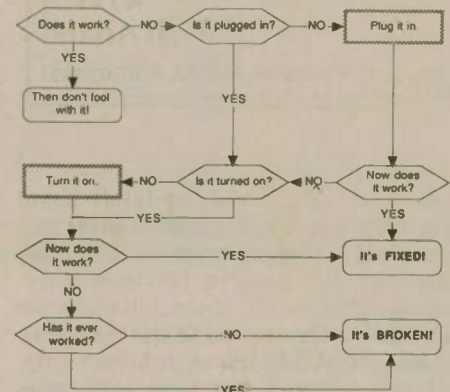 Does it work?
NO
Is it plugged in?
NO
Plug it in.
YES
Then don't fool
with it!
YES
Turn it on.
NO
Is it turned on?
NO
Now does
it work?
YES
YES
Now does
it work?
YES
It's FIXED!
NO
Has it ever
worked?
NO
It's BROKEN!
YES